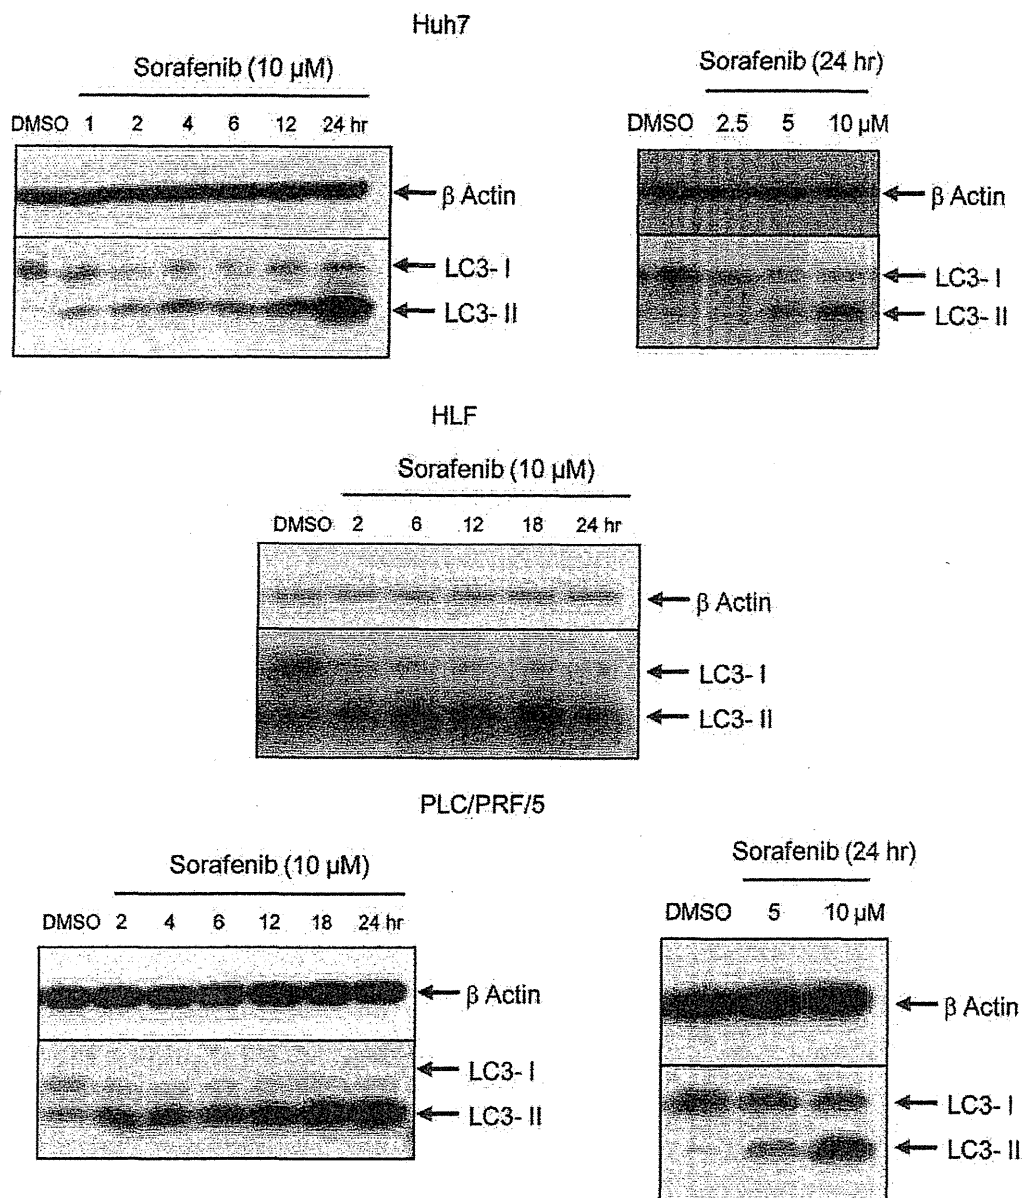 Huh7
Sorafenib (10 µM)
DMSO 1 2 4 6 12 24 hr
β Actin
LC3- I
LC3- II
Sorafenib (24 hr)
DMSO 2.5 5 10 µM
β Actin
LC3- I
LC3- II
HLF
Sorafenib (10 µM)
DMSO 2 6 12 18 24 hr
β Actin
LC3- I
LC3- II
PLC/PRF/5
Sorafenib (10 µM)
DMSO 2 4 6 12 18 24 hr
β Actin
LC3- I
LC3- II
Sorafenib (24 hr)
DMSO 5 10 µM
β Actin
LC3- I
LC3- II